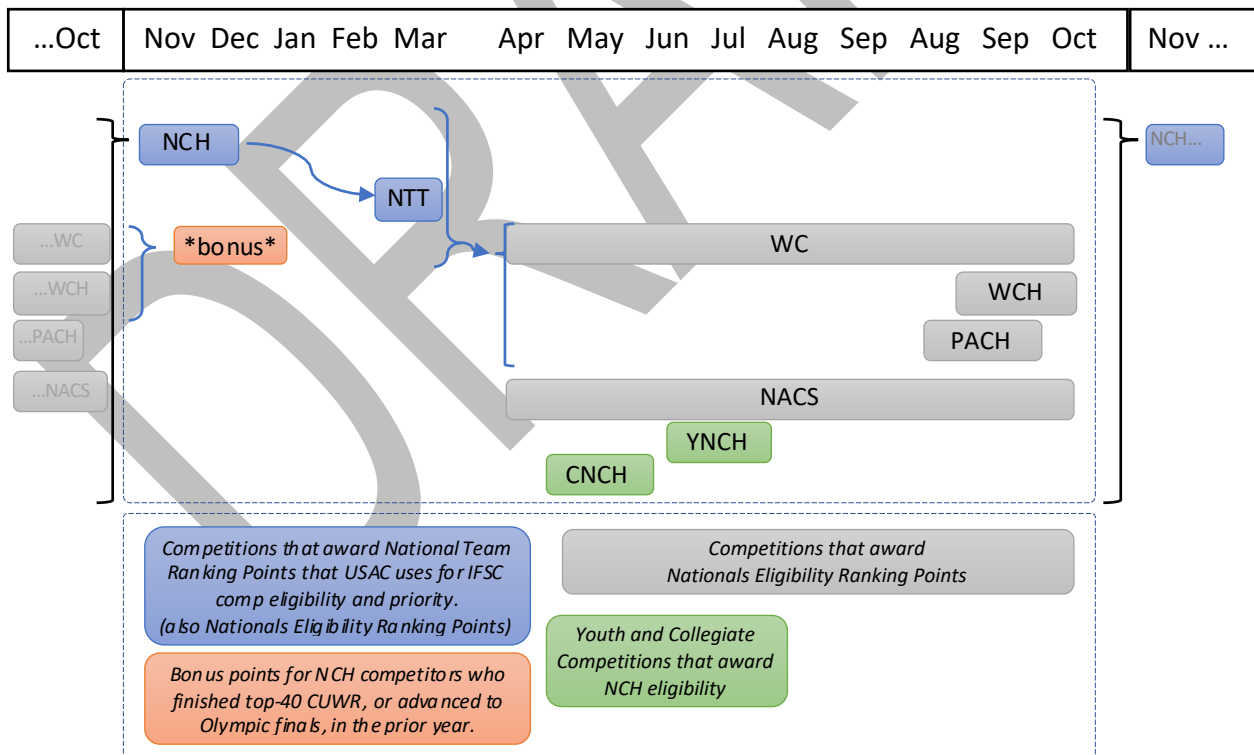 ...Oct Nov Dec Jan Feb Mar Apr May Jun Jul Aug Sep Aug Sep Oct Nov ...
DRA
NCH
NCH...
NTT
...WC
*bonus*
WC
...WCH
WCH
...PACH
PACH
...NACS
NACS
YNCH
CNCH
Competitions that award National Team
Ranking Points that USAC uses for IFSC
comp eligibility and priority.
(also Nationals Eligibility Ranking Points)
Competitions that award
Nationals Eligibility Ranking Points
Youth and Collegiate
Competitions that award
NCH eligibility
Bonus points for NCH competitors who
finished top-40 CUWR, or advanced to
Olympic finals, in the prior year.